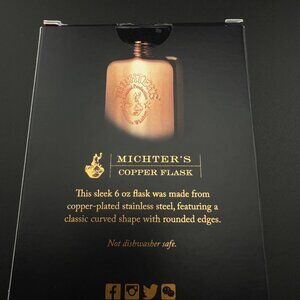 MICHTER'S
MICHTER'S
COPPER FLASK
This sleek 6 oz flask was made from
copper-plated stainless steel, featuring a
classic curved shape with rounded edges.
Not dishwasher safe.